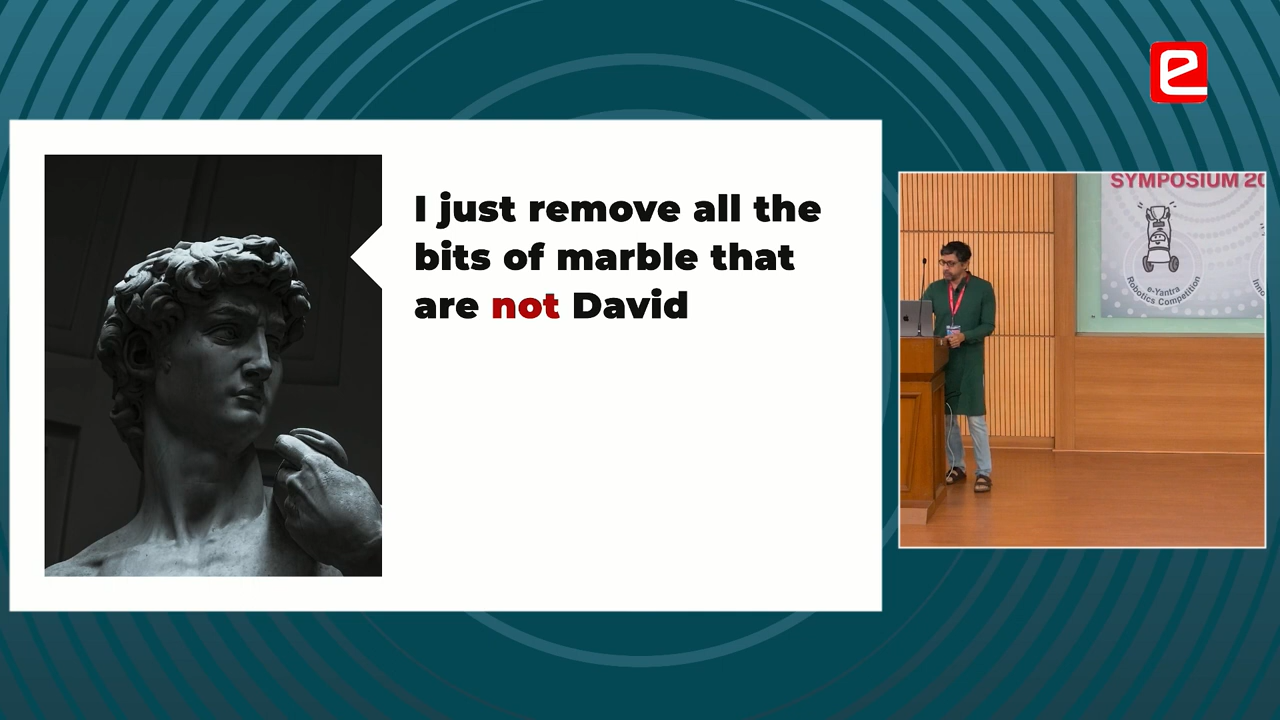 I just remove all the
bits of marble that
are not David
SYMPOSIUM 20
e-Yantra
Robotics Competition